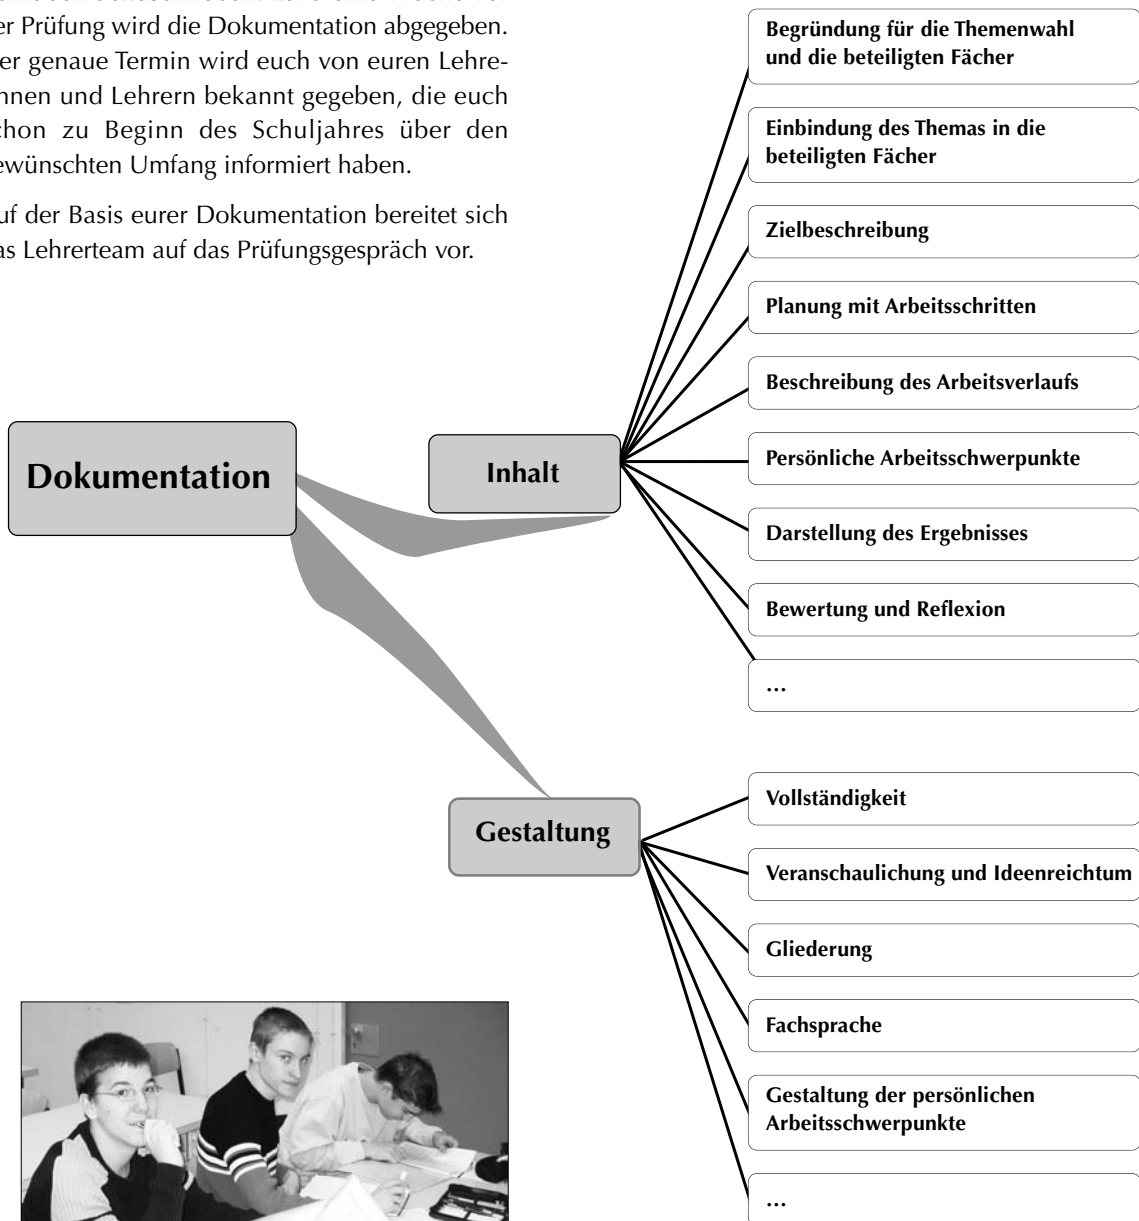 er Prüfung wird die Dokumentation abgegeben.
er genaue Termin wird euch von euren Lehre-
nnen und Lehrern bekannt gegeben, die euch
chon zu Beginn des Schuljahres über den
ewünschten Umfang informiert haben.
uf der Basis eurer Dokumentation bereitet sich
as Lehrerteam auf das Prüfungsgespräch vor.
Dokumentation
Inhalt
Begründung für die Themenwahl
und die beteiligten Fächer
Einbindung des Themas in die
beteiligten Fächer
Zielbeschreibung
Planung mit Arbeitsschritten
Beschreibung des Arbeitsverlaufs
Persönliche Arbeitsschwerpunkte
Darstellung des Ergebnisses
Bewertung und Reflexion
...
Gestaltung
Vollständigkeit
Veranschaulichung und Ideenreichtum
Gliederung
Fachsprache
Gestaltung der persönlichen
Arbeitsschwerpunkte
...